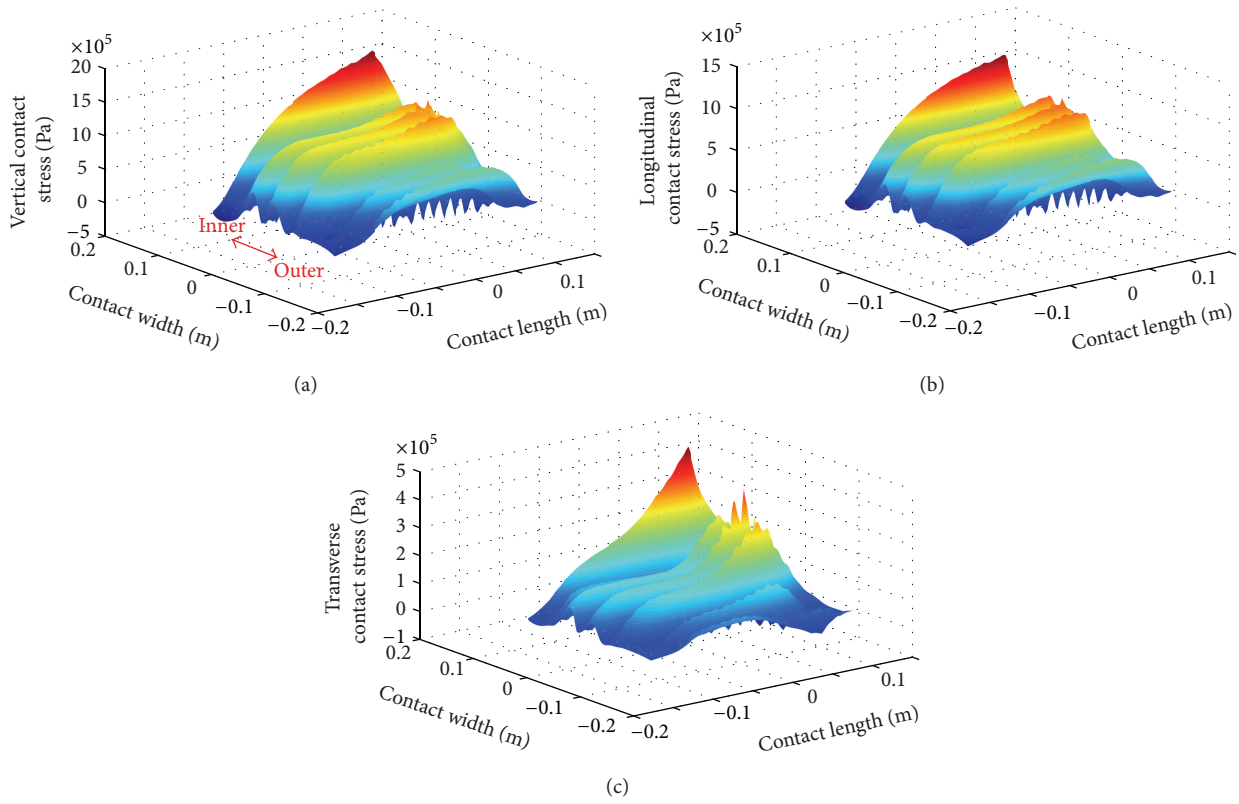 ×10⁵
20
15
10
5
0
−5
Vertical contact
stress (Pa)
0.2
0.1
0
−0.1
−0.2
Contact width (m)
Inner
Outer
−0.2
−0.1
0
0.1
Contact length (m)
(a)
×10⁵
15
10
5
0
−5
Longitudinal
contact stress (Pa)
0.2
0.1
0
−0.1
−0.2
Contact width (m)
−0.2
−0.1
0
0.1
Contact length (m)
(b)
×10⁵
5
4
3
2
1
0
−1
Transverse
contact stress (Pa)
0.2
0.1
0
−0.1
−0.2
Contact width (m)
−0.2
−0.1
0
0.1
Contact length (m)
(c)